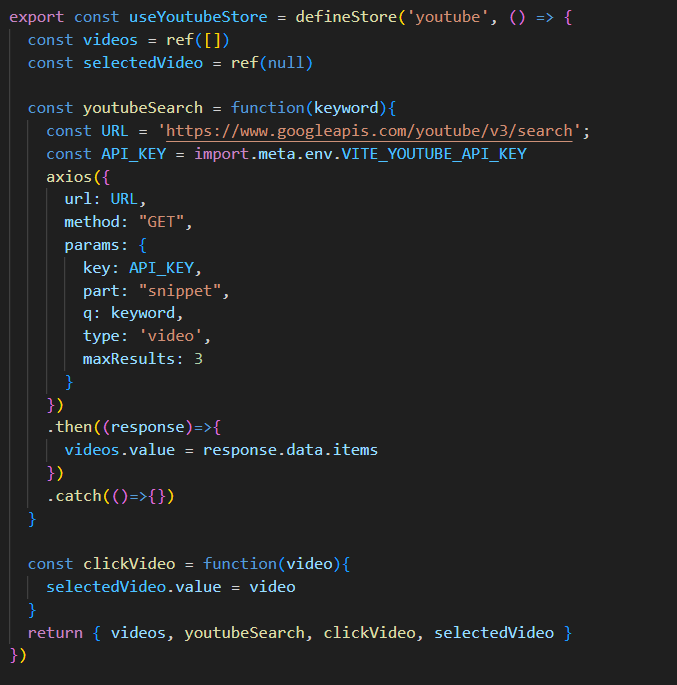 export const useYoutubeStore = defineStore('youtube', () => {
  const videos = ref([])
  const selectedVideo = ref(null)

  const youtubeSearch = function(keyword){
    const URL = 'https://www.googleapis.com/youtube/v3/search';
    const API_KEY = import.meta.env.VITE_YOUTUBE_API_KEY
    axios({
      url: URL,
      method: "GET",
      params: {
        key: API_KEY,
        part: "snippet",
        q: keyword,
        type: 'video',
        maxResults: 3
      }
    })
    .then((response)=>{
      videos.value = response.data.items
    })
    .catch(()=>{})
  }

  const clickVideo = function(video){
    selectedVideo.value = video
  }
  return { videos, youtubeSearch, clickVideo, selectedVideo }
})